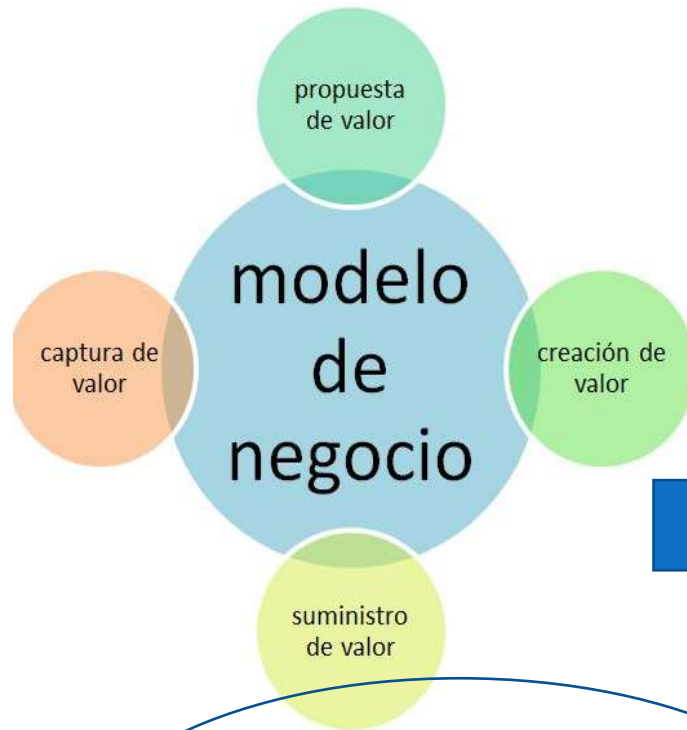 propuesta
de valor
modelo
de
negocio
captura de
valor
creación de
valor
suministro
de valor